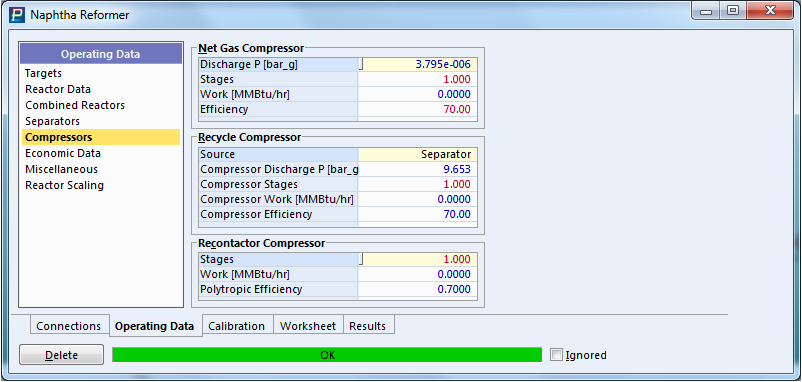 Naphtha Reformer
Operating Data
Targets
Reactor Data
Combined Reactors
Separators
Compressors
Economic Data
Miscellaneous
Reactor Scaling
Net Gas Compressor
Discharge P [bar_g] 3.795e-006
Stages 1.000
Work [MMBtu/hr] 0.0000
Efficiency 70.00
Recycle Compressor
Source Separator
Compressor Discharge P [bar_g 9.653
Compressor Stages 1.000
Compressor Work [MMBtu/hr] 0.0000
Compressor Efficiency 70.00
Recontactor Compressor
Stages 1.000
Work [MMBtu/hr] 0.0000
Polytropic Efficiency 0.7000
Connections Operating Data Calibration Worksheet Results
Delete OK Ignored